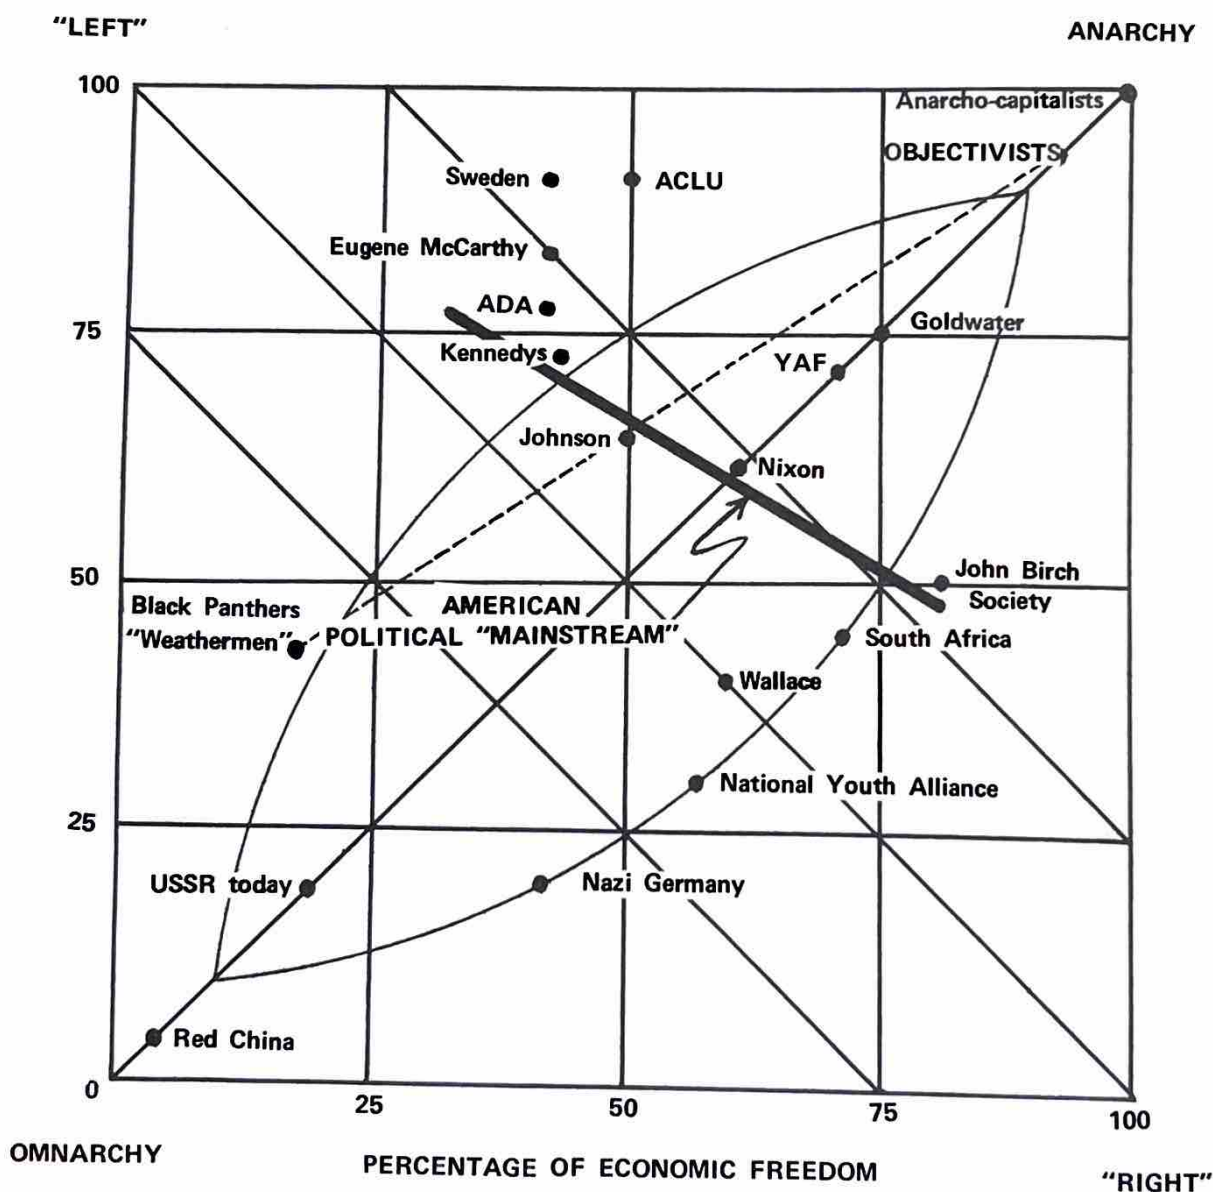 "LEFT"
ANARCHY
100
Anarcho-capitalists
OBJECTIVISTS
Sweden
ACLU
Eugene McCarthy
ADA
Goldwater
75
Kennedys
YAF
Johnson
Nixon
50
John Birch
Society
Black Panthers
AMERICAN
"Weathermen"
POLITICAL "MAINSTREAM"
South Africa
Wallace
National Youth Alliance
25
USSR today
Nazi Germany
Red China
0
25
50
75
100
OMNARCHY
PERCENTAGE OF ECONOMIC FREEDOM
"RIGHT"